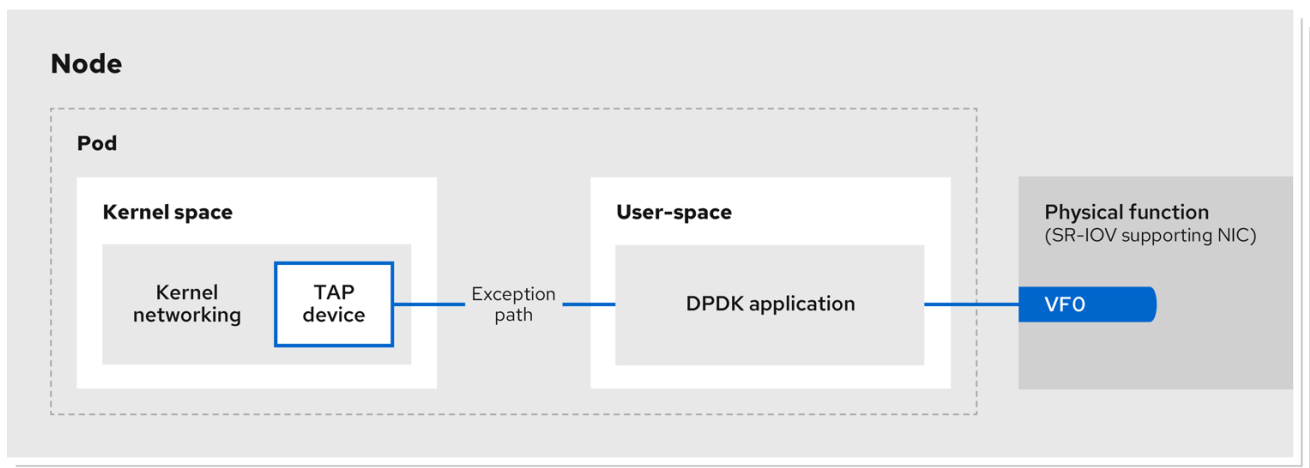 Node
Pod
Kernel space
Kernel
networking
TAP
device
Exception
path
User-space
DPDK application
Physical function
(SR-IOV supporting NIC)
VF0